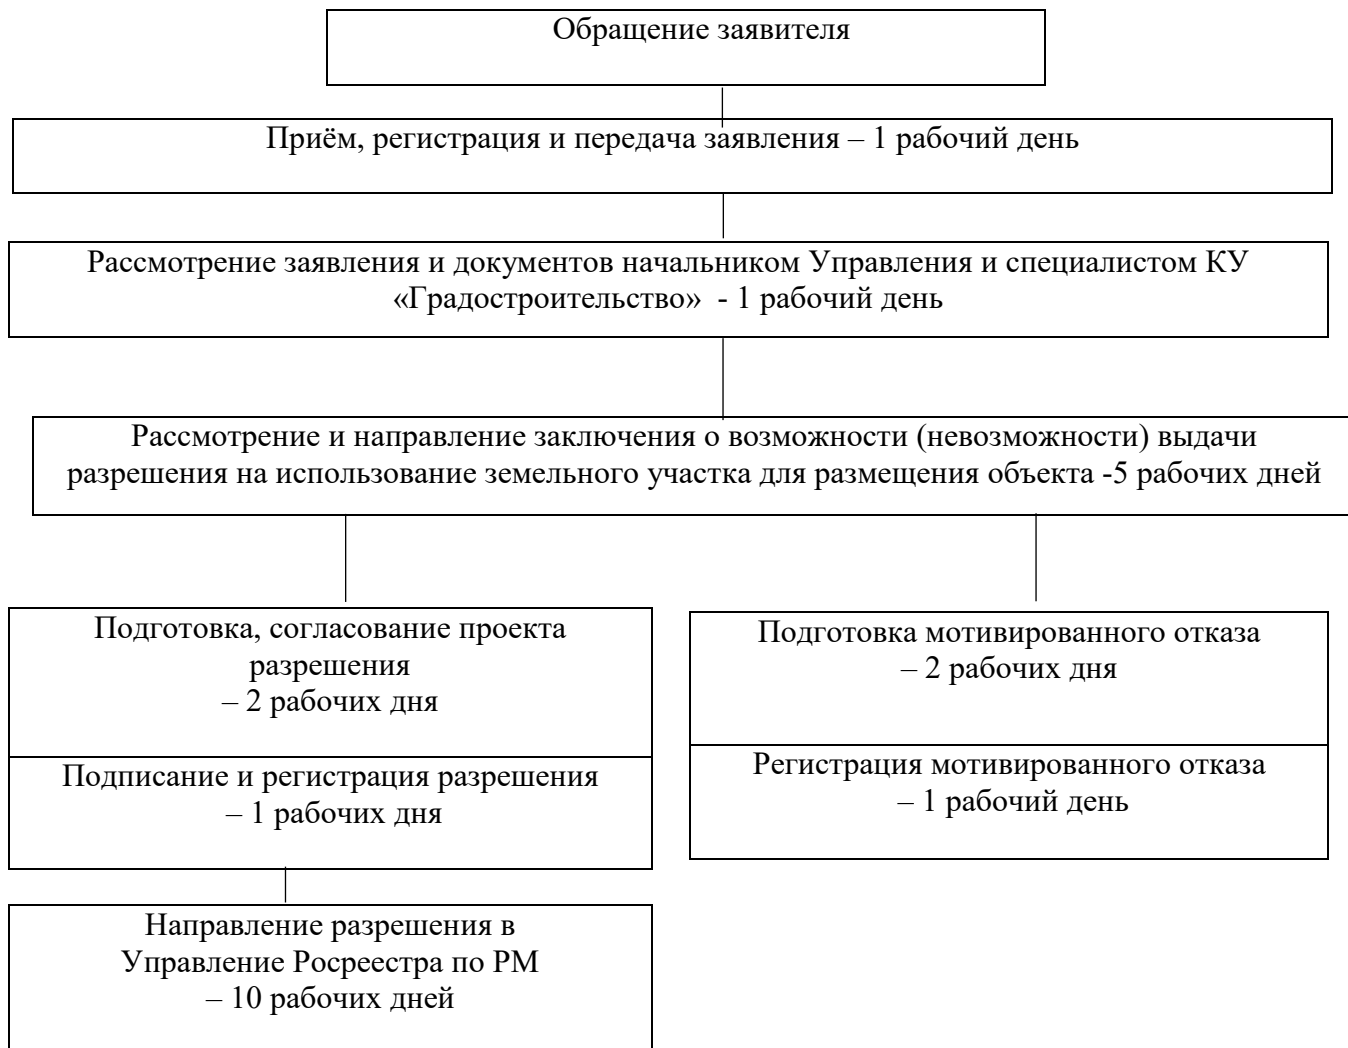 Обращение заявителя
Приём, регистрация и передача заявления – 1 рабочий день
Рассмотрение заявления и документов начальником Управления и специалистом КУ
«Градостроительство»  - 1 рабочий день
Рассмотрение и направление заключения о возможности (невозможности) выдачи
разрешения на использование земельного участка для размещения объекта -5 рабочих дней
Подготовка, согласование проекта
разрешения
– 2 рабочих дня
Подписание и регистрация разрешения
– 1 рабочих дня
Направление разрешения в
Управление Росреестра по РМ
– 10 рабочих дней
Подготовка мотивированного отказа
– 2 рабочих дня
Регистрация мотивированного отказа
– 1 рабочий день